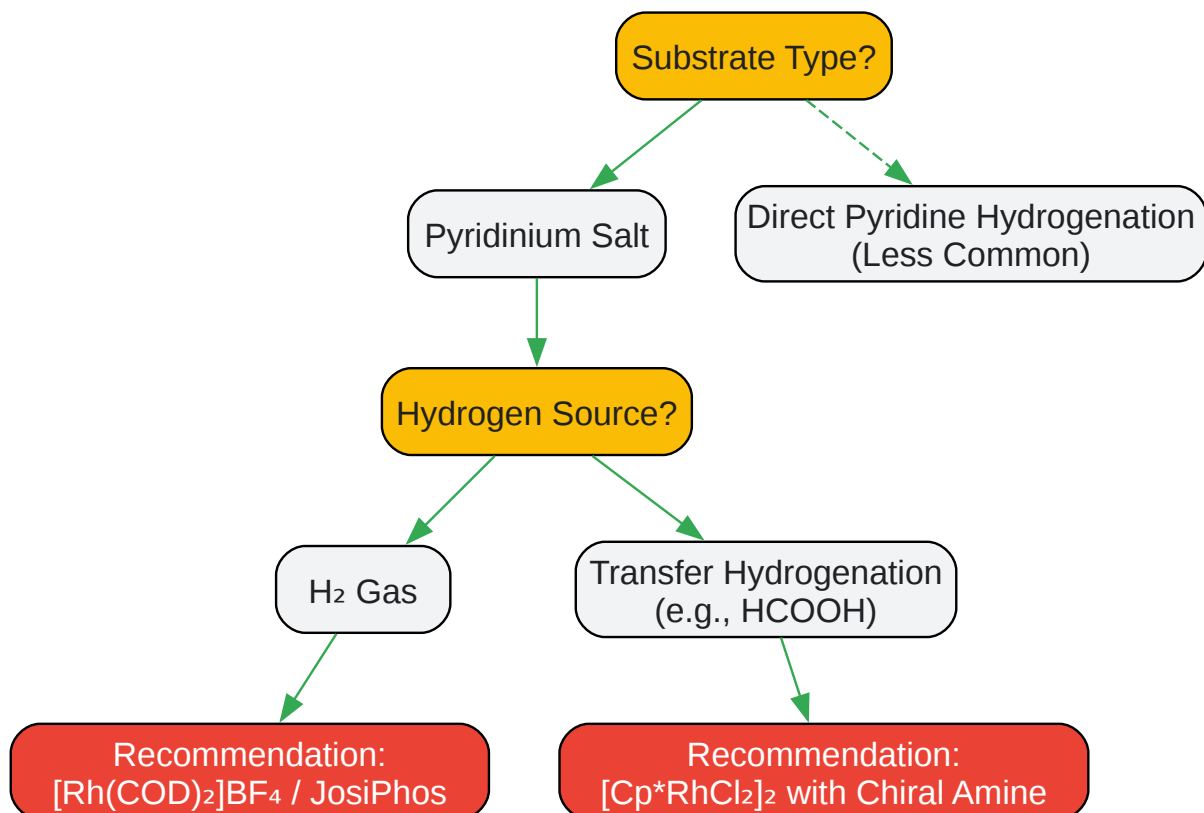 Substrate Type?
Pyridinium Salt
Direct Pyridine Hydrogenation
(Less Common)
Hydrogen Source?
H₂ Gas
Transfer Hydrogenation
(e.g., HCOOH)
Recommendation:
[Rh(COD)₂]BF₄ / JosiPhos
Recommendation:
[Cp*RhCl₂]₂ with Chiral Amine